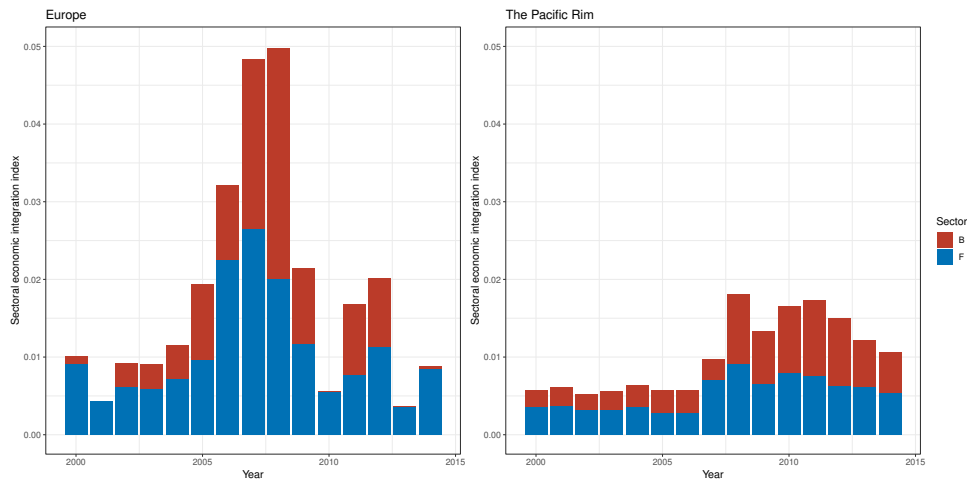 Europe
0.05
0.04
0.03
0.02
0.01
0.00
Sectoral economic integration index
2000
2005
2010
2015
Year
The Pacific Rim
0.05
0.04
0.03
0.02
0.01
0.00
Sectoral economic integration index
2000
2005
2010
2015
Year
Sector
B
F